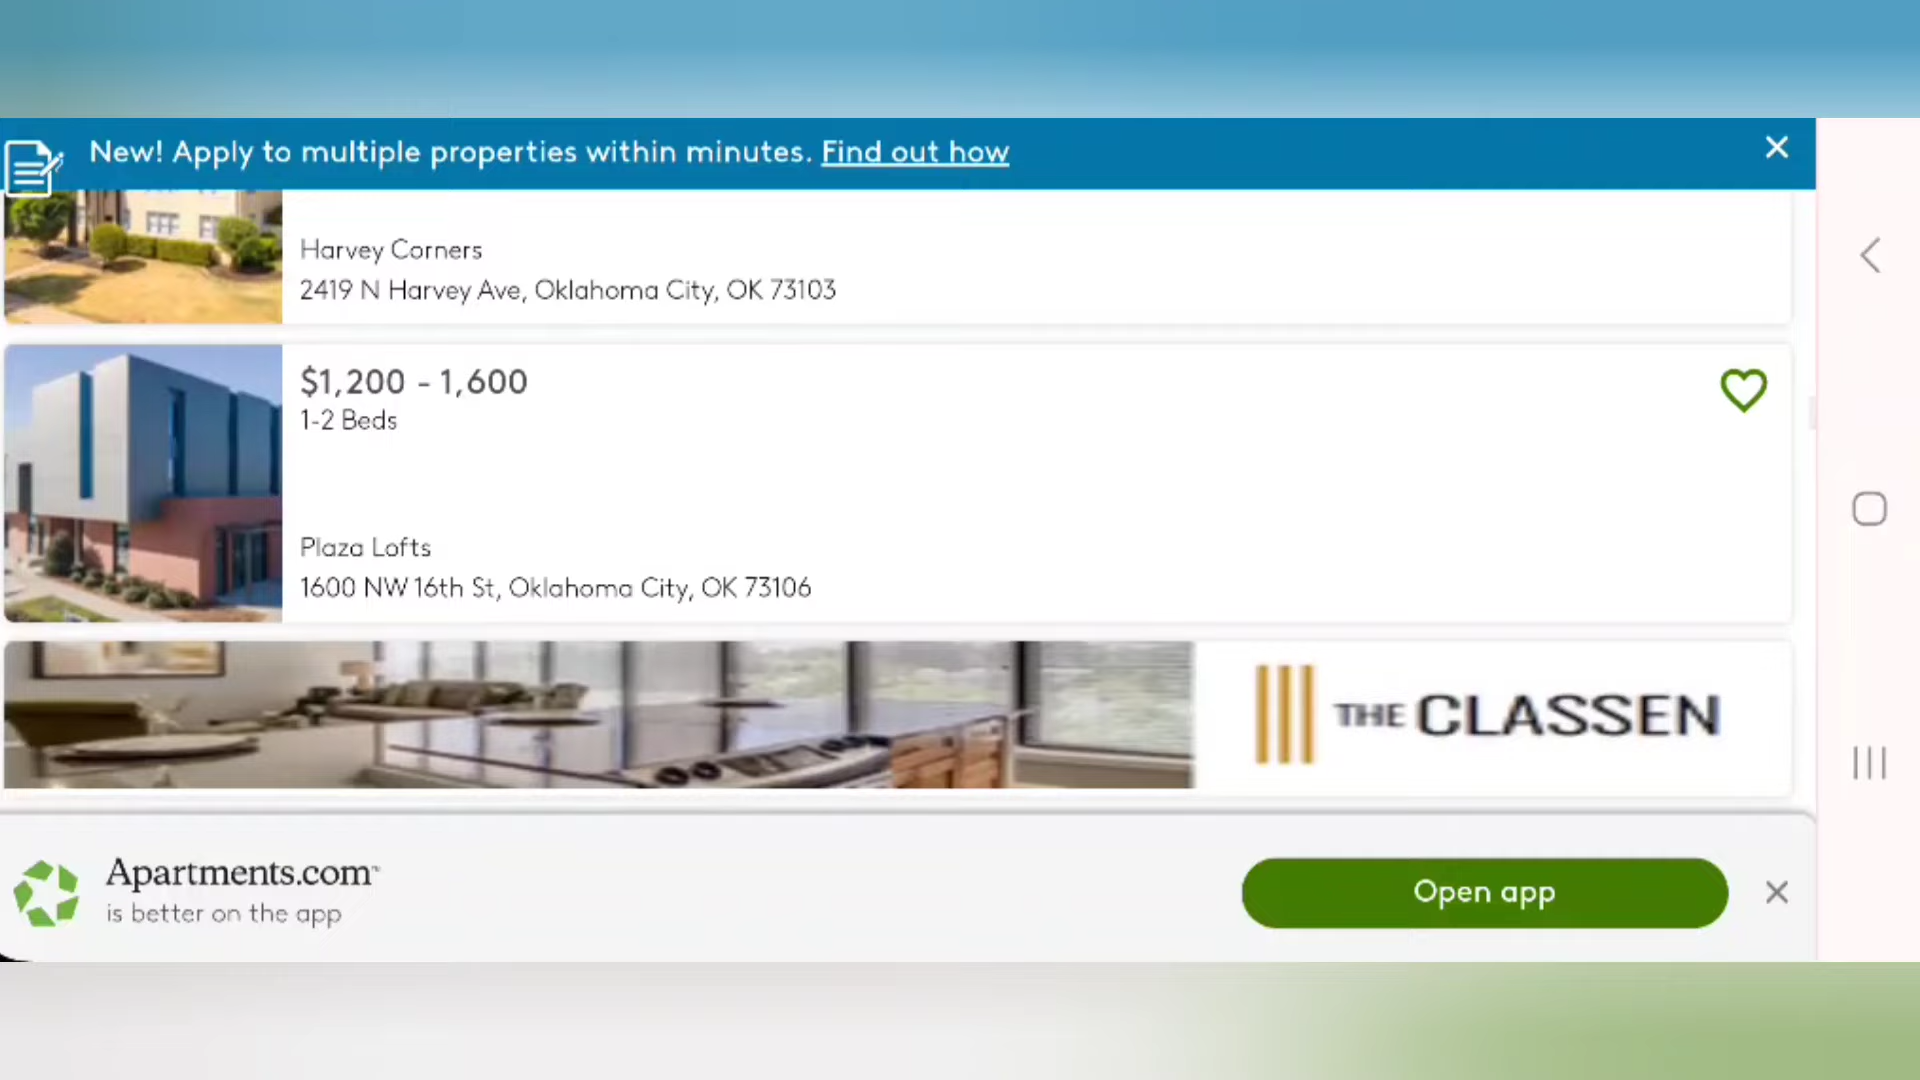 New! Apply to multiple properties within minutes. Find out how
Harvey Corners
2419 N Harvey Ave, Oklahoma City, OK 73103
$1,200 - 1,600
1-2 Beds
Plaza Lofts
1600 NW 16th St, Oklahoma City, OK 73106
THE CLASSEN
Apartments.com™
is better on the app
Open app